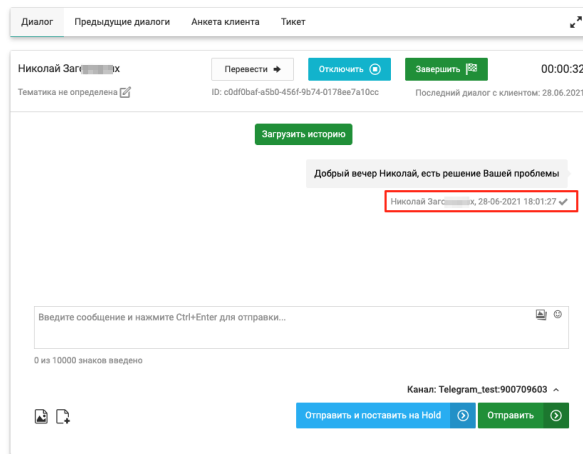 Диалог Предыдущие диалоги Анкета клиента Тикет
Николай Перевести Отключить Завершить 00:00:32
Тематика не определена ID: c0df0baf-a5b0-456f-9b74-0178ee7a10cc Последний диалог с клиентом: 28.06.2021
Загрузить историю
Добрый вечер Николай, есть решение Вашей проблемы
Николай 28-06-2021 18:01:27
Введите сообщение и нажмите Ctrl+Enter для отправки...
0 из 10000 знаков введено
Канал: Telegram_test:900709603
Отправить и поставить на Hold Отправить